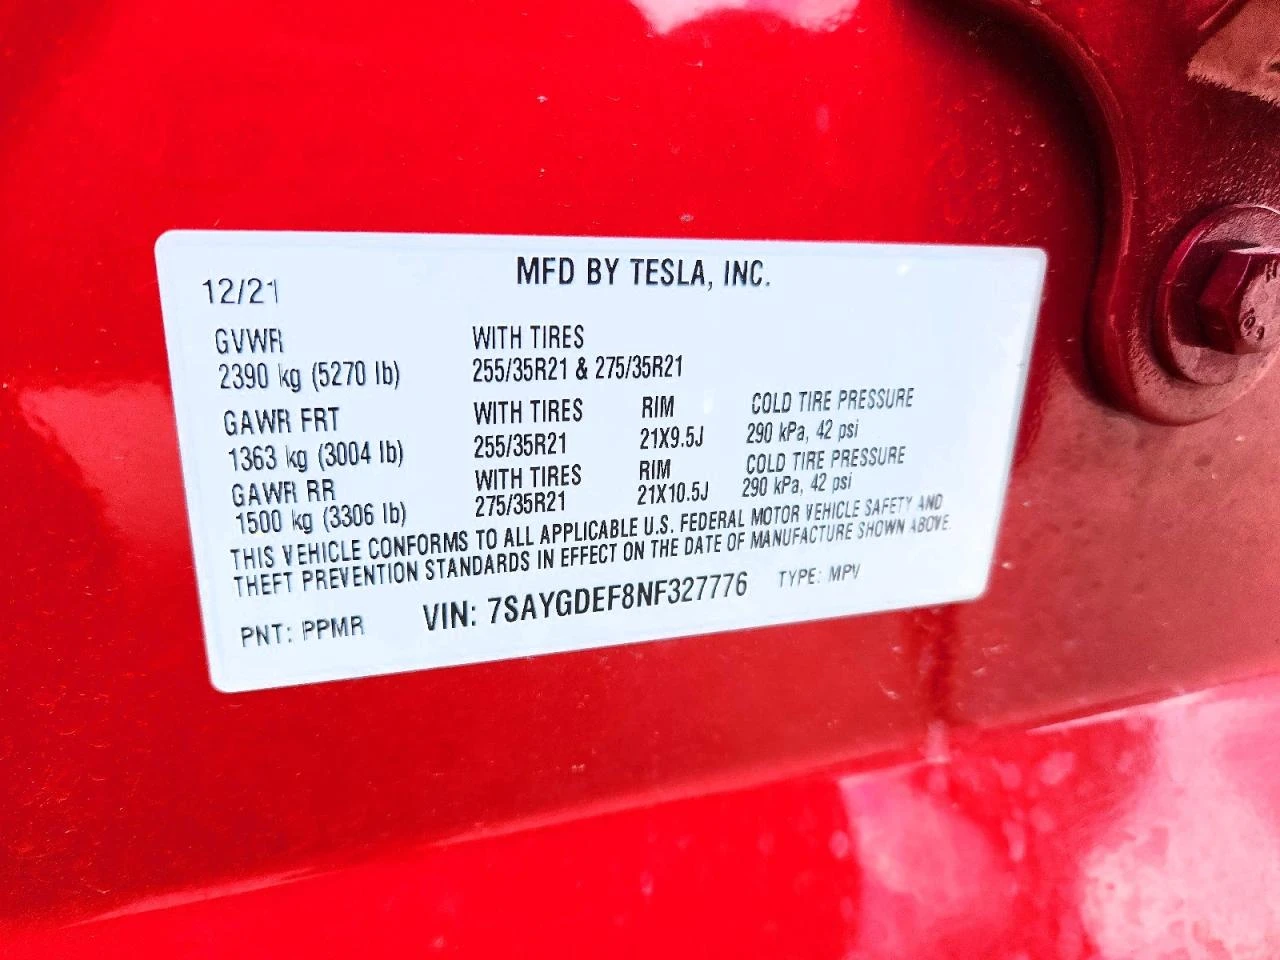 MFD BY TESLA, INC.
12/21
GVWR WITH TIRES
2390 kg (5270 lb) 255/35R21 & 275/35R21
GAWR FRT WITH TIRES RIM COLD TIRE PRESSURE
1363 kg (3004 lb) 255/35R21 21X9.5J 290 kPa, 42 psi
GAWR RR WITH TIRES RIM COLD TIRE PRESSURE
1500 kg (3306 lb) 275/35R21 21X10.5J 290 kPa, 42 psi
THIS VEHICLE CONFORMS TO ALL APPLICABLE U.S. FEDERAL MOTOR VEHICLE SAFETY AND
THEFT PREVENTION STANDARDS IN EFFECT ON THE DATE OF MANUFACTURE SHOWN ABOVE.
PNT: PPMR VIN: 7SAYGDEF8NF327776 TYPE: MPV